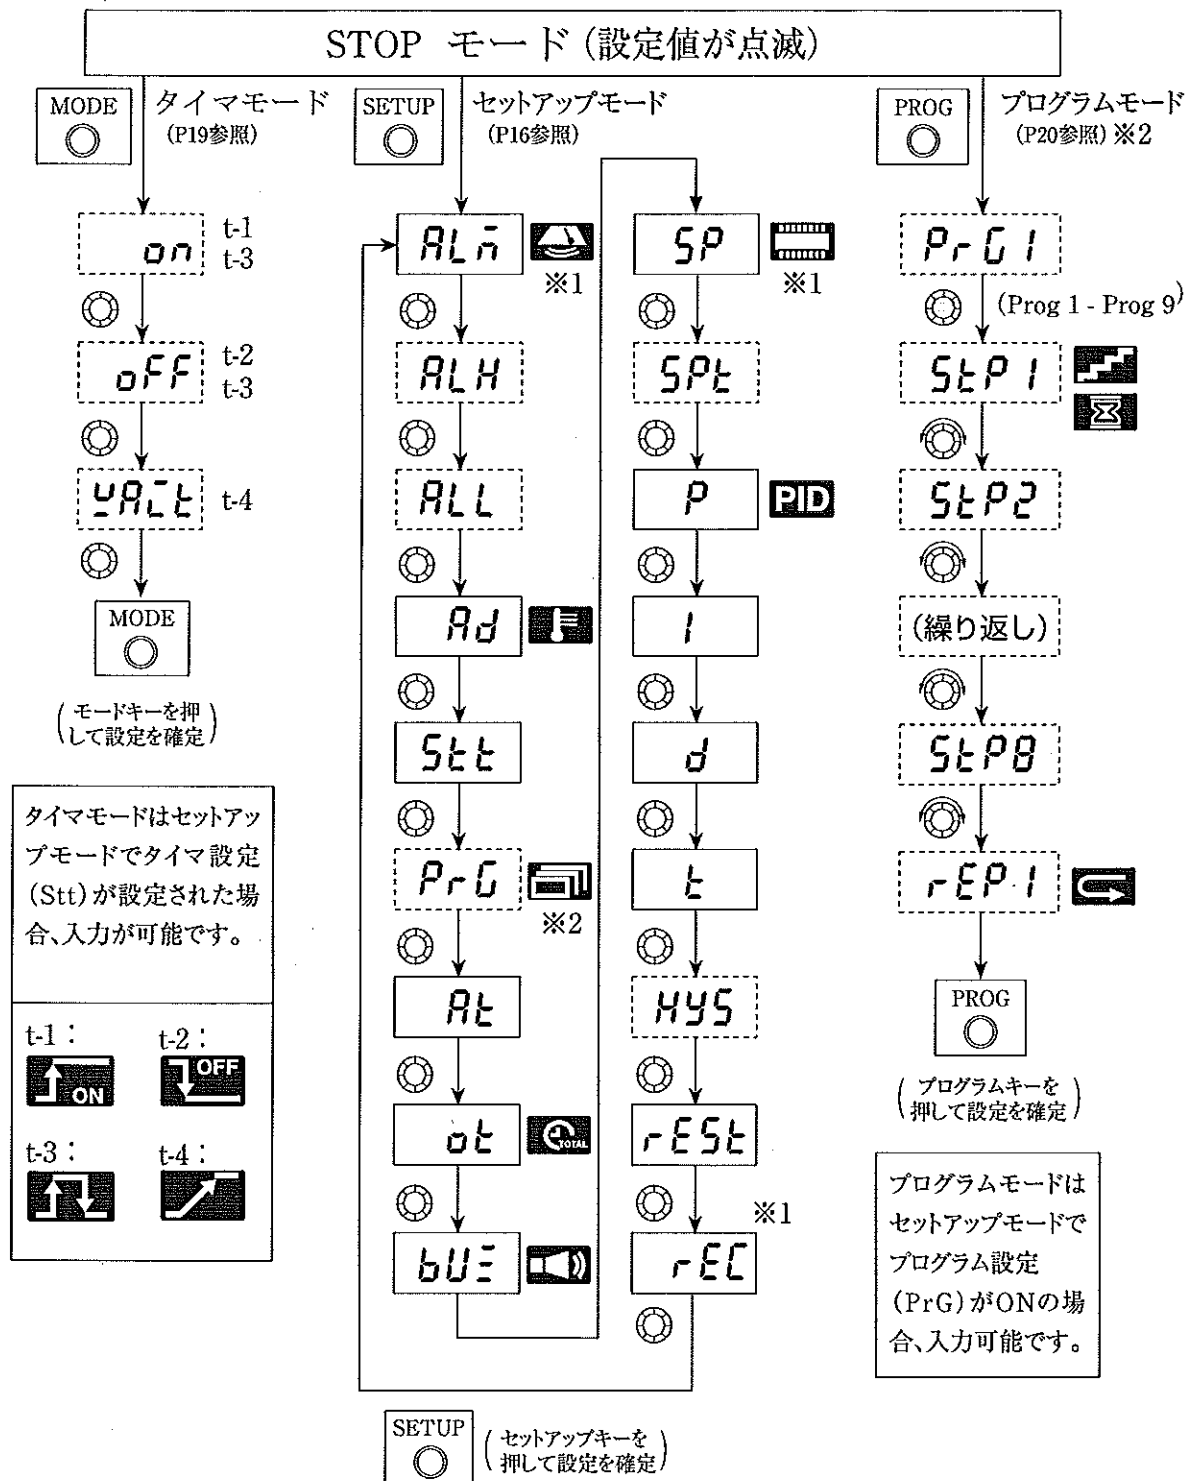 STOP モード (設定値が点滅)
MODE
タイマモード
(P19参照)
on
t-1
t-3
oFF
t-2
t-3
t-4
MODE
(モードキーを押
して設定を確定)
タイマモードはセットアッ
プモードでタイマ設定
(Stt)が設定された場
合、入力が可能です。
t-1：
ON
t-2：
OFF
t-3：
t-4：
SETUP
セットアップモード
(P16参照)
※1
ALH
ALL
Ad
Stt
PrG
※2
At
ot
TOTAL
SP
※1
SPt
P
PID
I
d
t
HYS
rESt
※1
rEC
SETUP
(セットアップキーを
押して設定を確定)
PROG
プログラムモード
(P20参照) ※2
PrG1
(Prog 1 - Prog 9)
StP1
StP2
(繰り返し)
StP8
rEP1
PROG
(プログラムキーを
押して設定を確定)
プログラムモードは
セットアップモードで
プログラム設定
(PrG)がONの場
合、入力可能です。